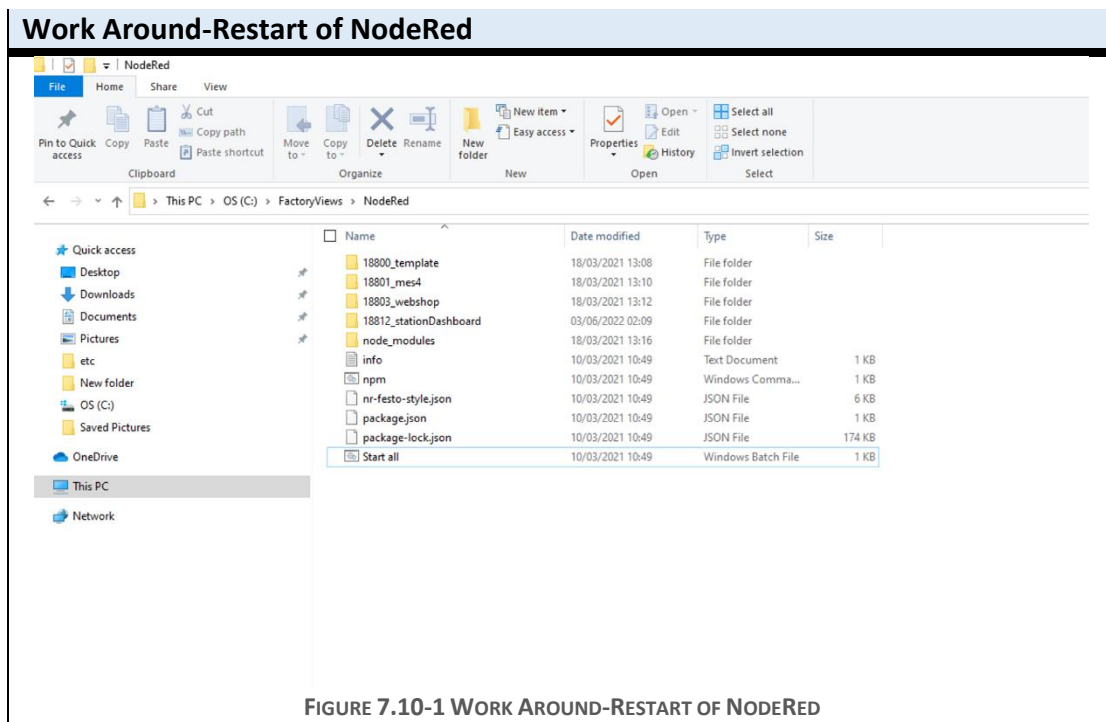 Work Around-Restart of NodeRed
NodeRed
File Home Share View
Pin to Quick access
Copy
Paste
Cut
Copy path
Paste shortcut
Clipboard
Move to
Copy to
Delete
Rename
Organize
New folder
New item
Easy access
New
Properties
Open
Edit
History
Open
Select all
Select none
Invert selection
Select
This PC > OS (C:) > FactoryViews > NodeRed
Quick access
Desktop
Downloads
Documents
Pictures
etc
New folder
OS (C:)
Saved Pictures
OneDrive
This PC
Network
Name Date modified Type Size
18800_template 18/03/2021 13:08 File folder
18801_mes4 18/03/2021 13:10 File folder
18803_webshop 18/03/2021 13:12 File folder
18812_stationDashboard 03/06/2022 02:09 File folder
node_modules 18/03/2021 13:16 File folder
info 10/03/2021 10:49 Text Document 1 KB
npm 10/03/2021 10:49 Windows Comma... 1 KB
nr-festo-style.json 10/03/2021 10:49 JSON File 6 KB
package.json 10/03/2021 10:49 JSON File 1 KB
package-lock.json 10/03/2021 10:49 JSON File 174 KB
Start all 10/03/2021 10:49 Windows Batch File 1 KB
FIGURE 7.10-1 WORK AROUND-RESTART OF NODERED